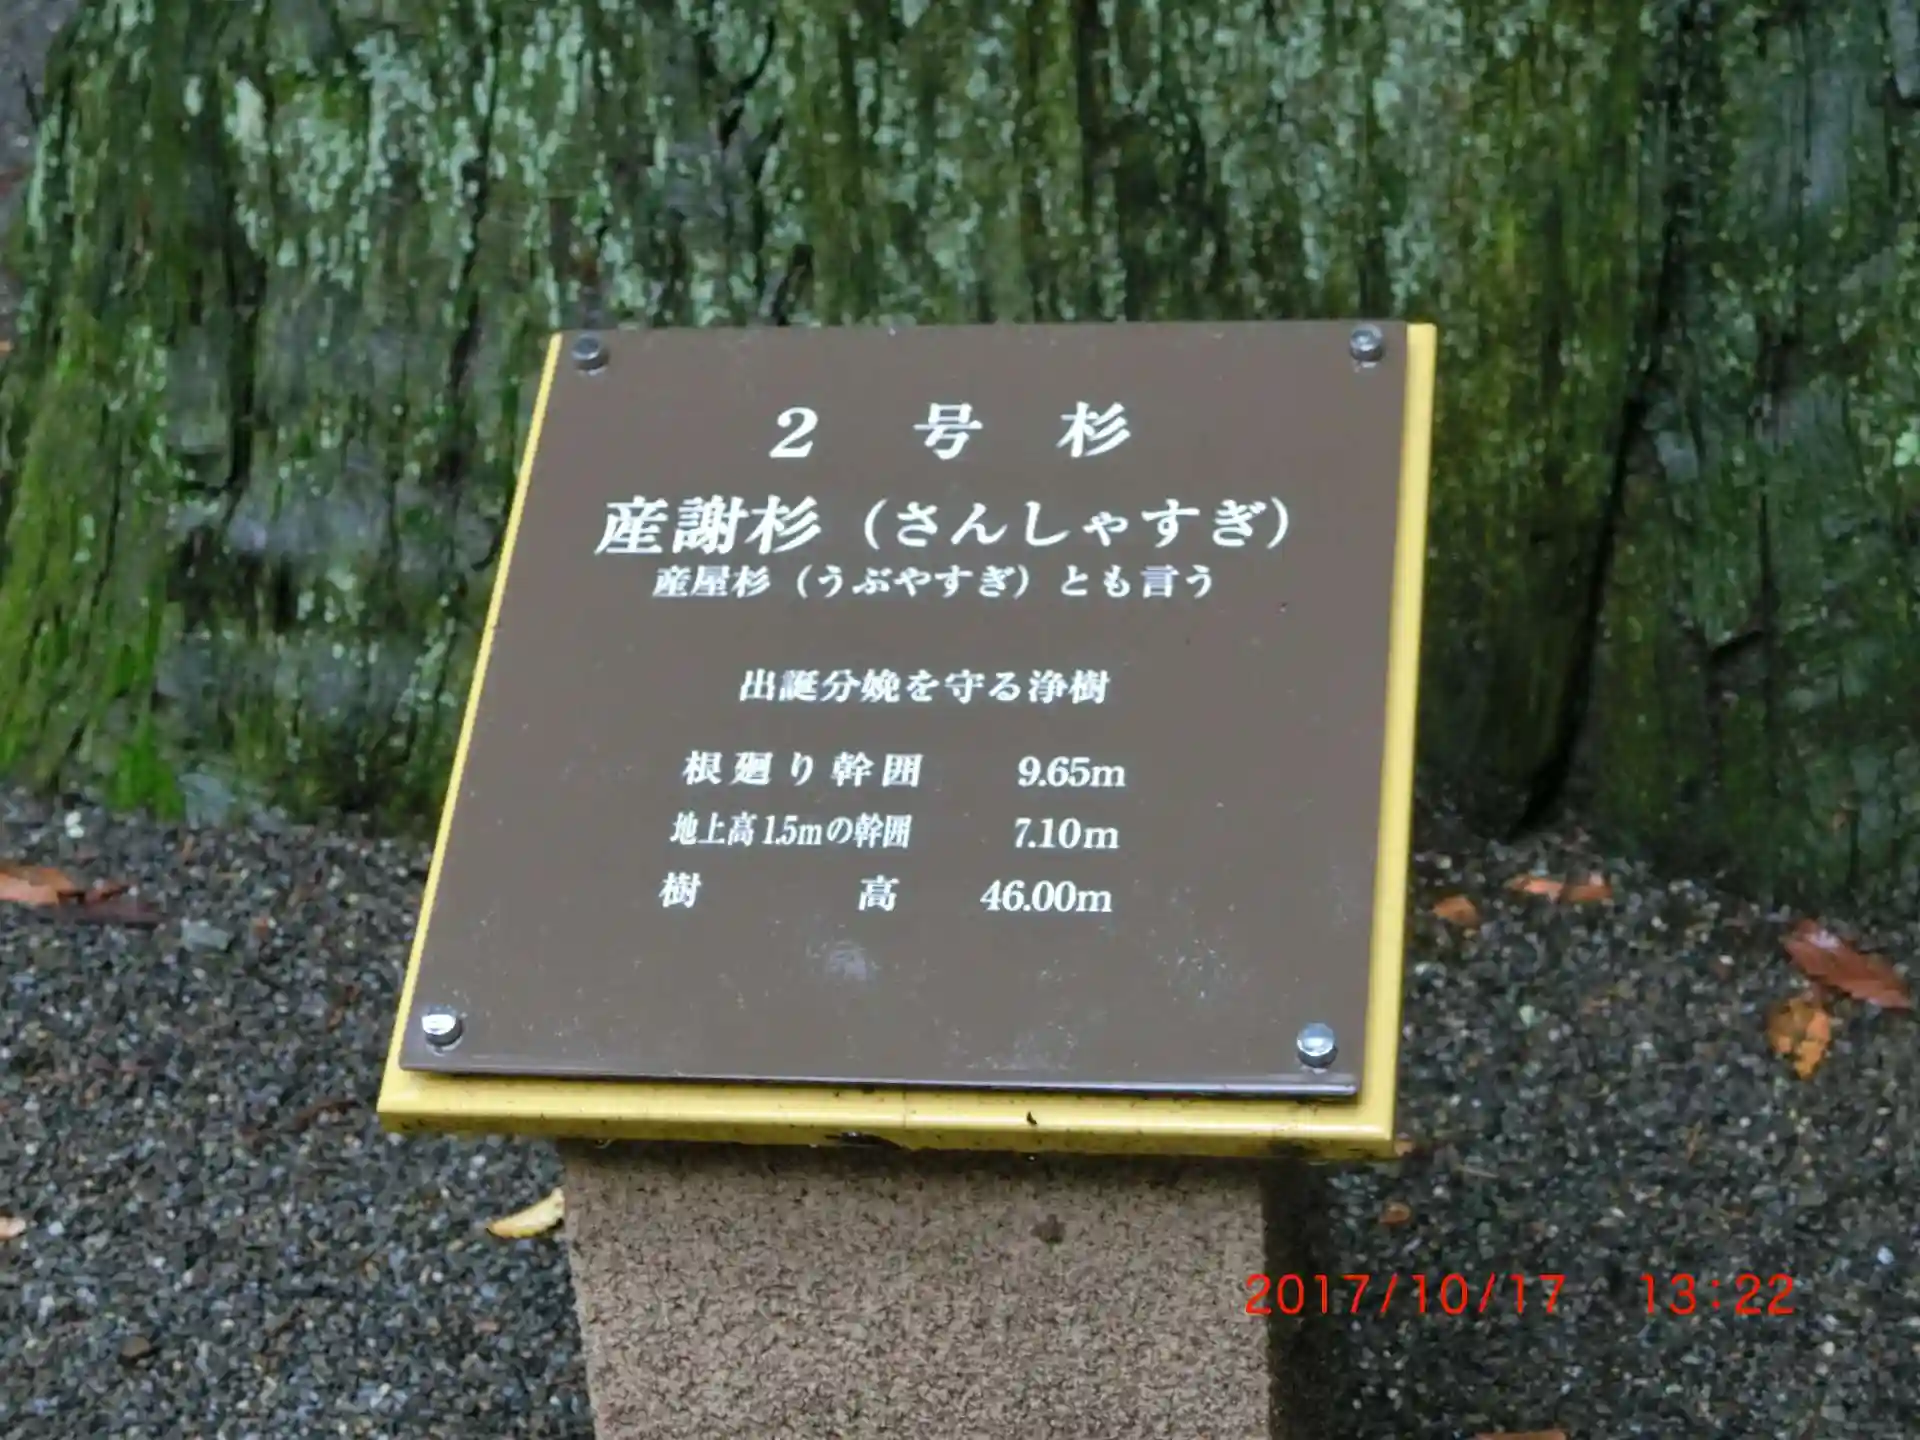 2 号 杉
産謝杉（さんしゃすぎ）
産屋杉（うぶやすぎ）とも言う
出誕分娩を守る浄樹
根廻り幹囲 9.65m
地上高1.5mの幹囲 7.10m
樹 高 46.00m
2017/10/17 13:22